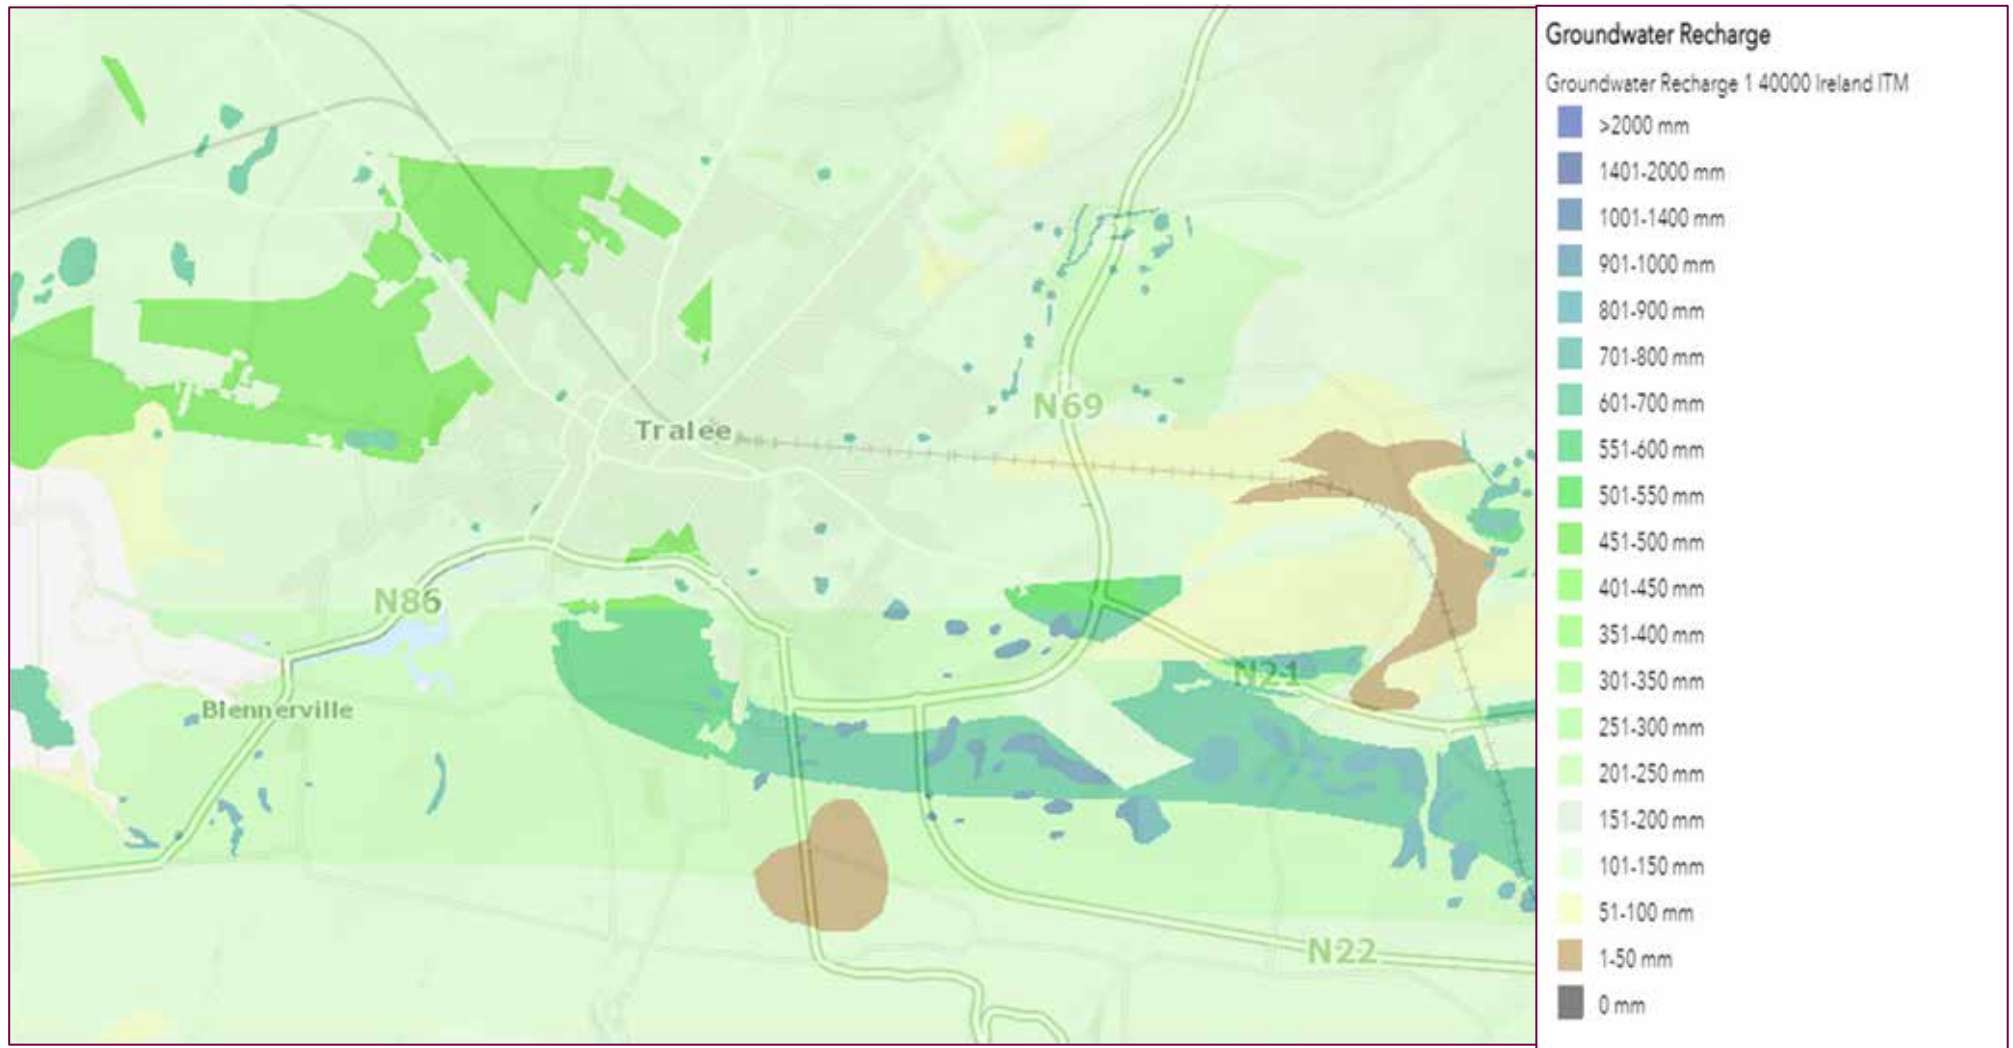 Tralee
N69
N86
Blennerville
N21
N22
Groundwater Recharge
Groundwater Recharge 1 40000 Ireland ITM
>2000 mm
1401-2000 mm
1001-1400 mm
901-1000 mm
801-900 mm
701-800 mm
601-700 mm
551-600 mm
501-550 mm
451-500 mm
401-450 mm
351-400 mm
301-350 mm
251-300 mm
201-250 mm
151-200 mm
101-150 mm
51-100 mm
1-50 mm
0 mm